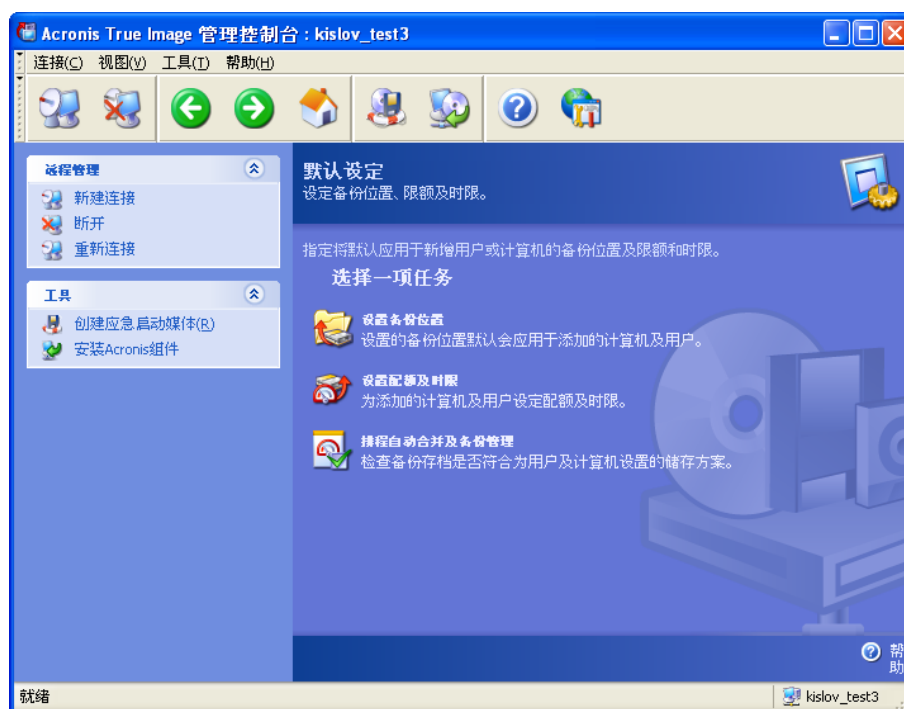 Acronis True Image 管理控制台 : kislov_test3
连接(C) 视图(V) 工具(T) 帮助(H)
远程管理
新建连接
断开
重新连接
工具
创建应急启动媒体(R)
安装Acronis组件
默认设定
设定备份位置、限额及时限。
指定将默认应用于新增用户或计算机的备份位置及限额和时限。
选择一项任务
设置备份位置
设置的备份位置默认会应用于添加的计算机及用户。
设置配额及时限
为添加的计算机及用户设定配额及时限。
排程自动合并及备份管理
检查备份存档是否符合为用户及计算机设置的储存方案。
帮
助
就绪
kislov_test3